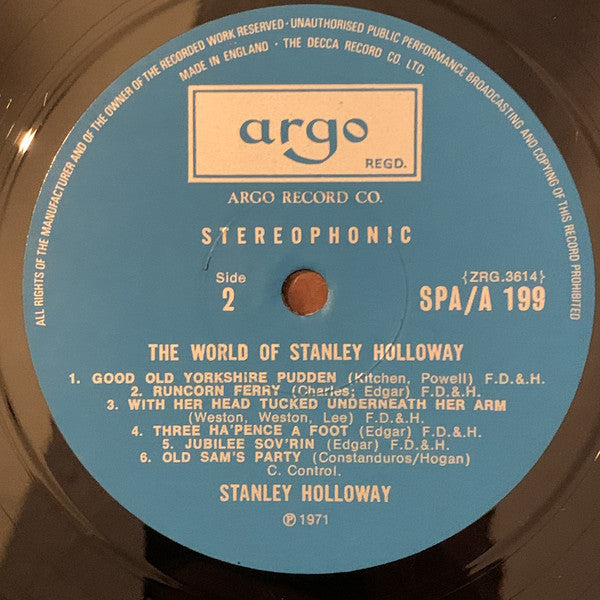 ALL RIGHTS OF THE MANUFACTURER AND OF THE OWNER OF THE RECORDED WORK RESERVED · UNAUTHORISED PUBLIC PERFORMANCE BROADCASTING AND COPYING OF THIS RECORD PROHIBITED
MADE IN ENGLAND · THE DECCA RECORD CO. LTD.
argo
REGD.
ARGO RECORD CO.
STEREOPHONIC
Side {ZRG.3614}
2 SPA/A 199
THE WORLD OF STANLEY HOLLOWAY
1. GOOD OLD YORKSHIRE PUDDEN (Kitchen, Powell) F.D.&.H.
2. RUNCORN FERRY (Charles; Edgar) F.D.&.H.
3. WITH HER HEAD TUCKED UNDERNEATH HER ARM
(Weston, Weston, Lee) F.D.&.H.
4. THREE HA'PENCE A FOOT (Edgar) F.D.&.H.
5. JUBILEE SOV'RIN (Edgar) F.D.&.H.
6. OLD SAM'S PARTY (Constanduros/Hogan)
C. Control.
STANLEY HOLLOWAY
℗ 1971